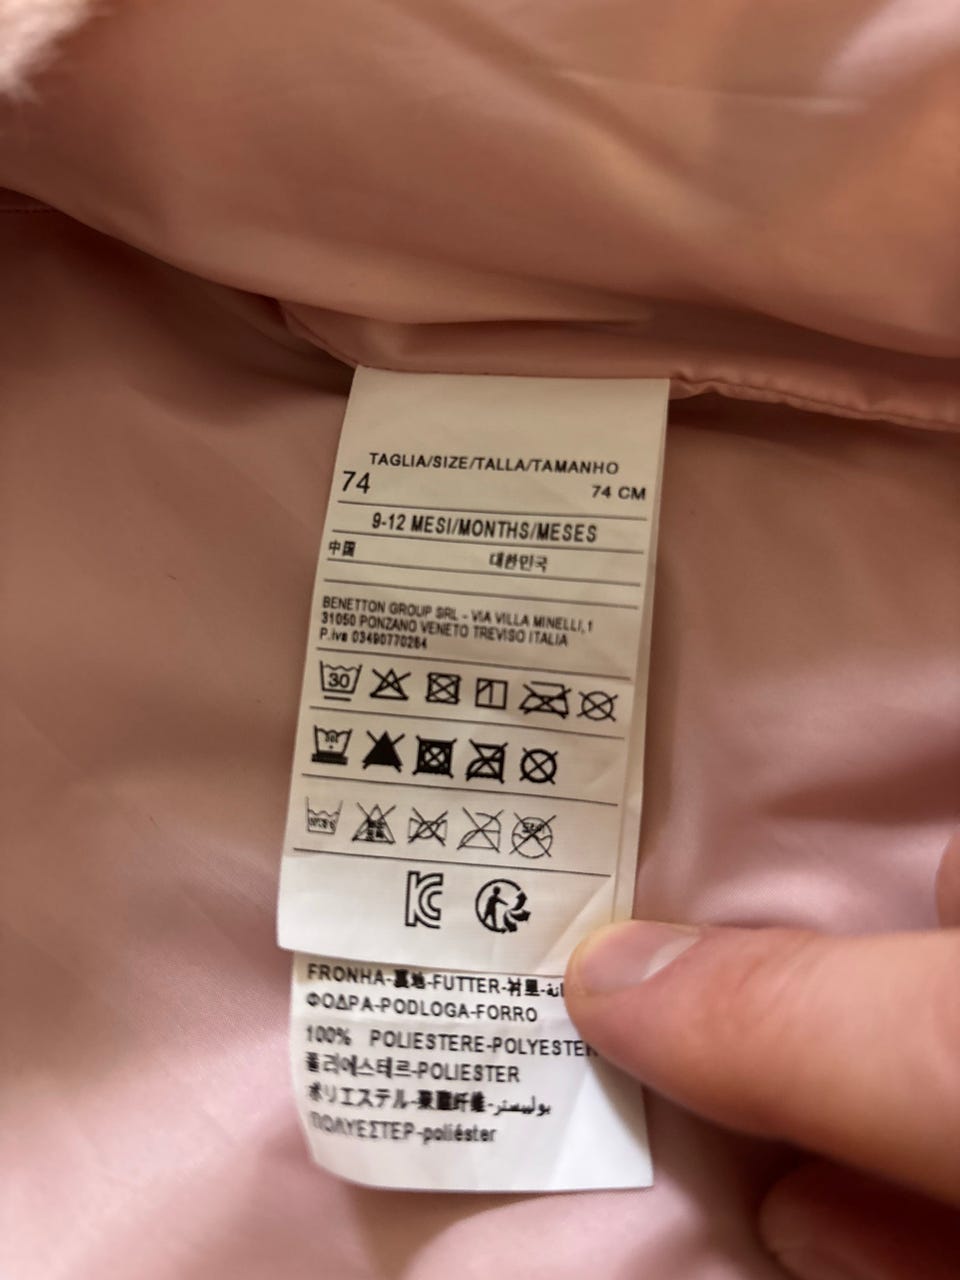 TAGLIA/SIZE/TALLA/TAMANHO
74 74 CM
9-12 MESI/MONTHS/MESES
中国 대한민국
BENETTON GROUP SRL - VIA VILLA MINELLI,1
31050 PONZANO VENETO TREVISO ITALIA
P.iva 03490770264
30
30
FRONHA-裏地-FUTTER-衬里-
ΦΟΔΡΑ-PODLOGA-FORRO
100% POLIESTERE-POLYESTER
폴리에스테르-POLIESTER
ポリエステル-聚酯纤维-بوليستر
ΠΟΛΥΕΣΤΕΡ-poliéster